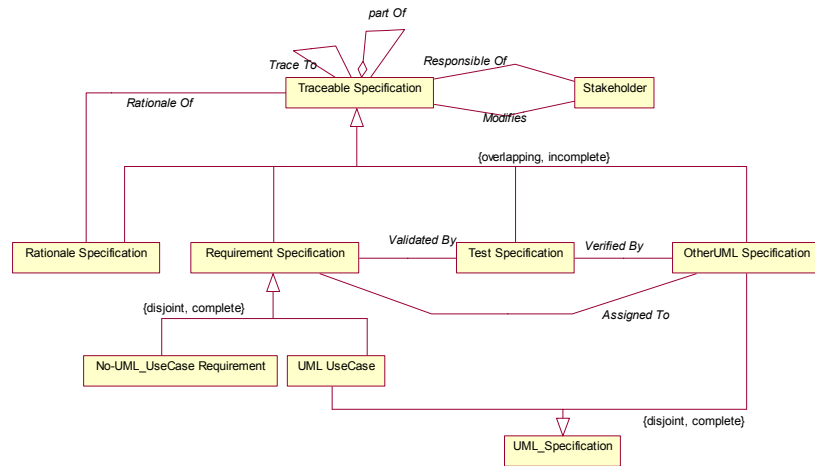 part Of
Trace To
Responsible Of
Traceable Specification
Stakeholder
Rationale Of
Modifies
{overlapping, incomplete}
Rationale Specification
Requirement Specification
Validated By
Test Specification
Verified By
OtherUML Specification
{disjoint, complete}
Assigned To
No-UML_UseCase Requirement
UML UseCase
{disjoint, complete}
UML_Specification